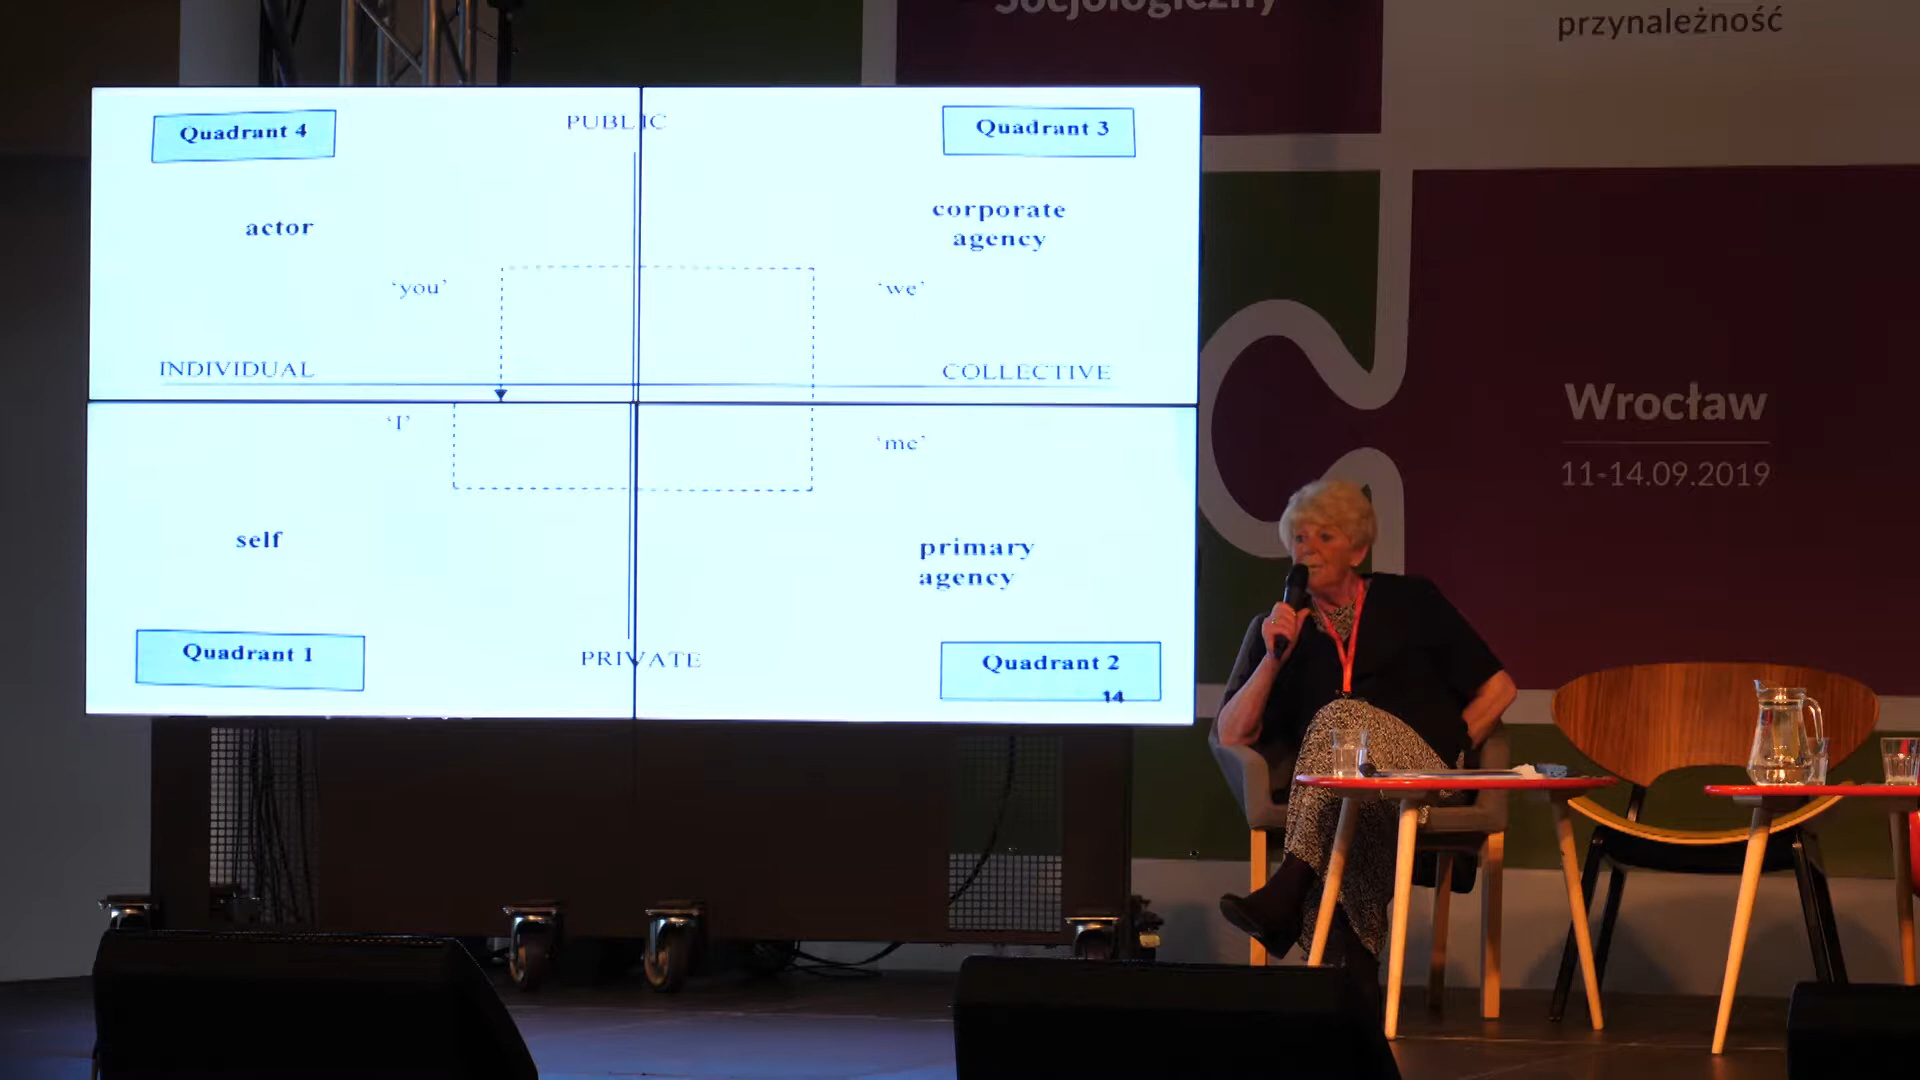 Socjologiczny
przynależność
Quadrant 4
PUBLIC
Quadrant 3
actor
corporate
agency
'you'
'we'
INDIVIDUAL
COLLECTIVE
'I'
'me'
self
primary
agency
Quadrant 1
PRIVATE
Quadrant 2
14
Wrocław
11-14.09.2019